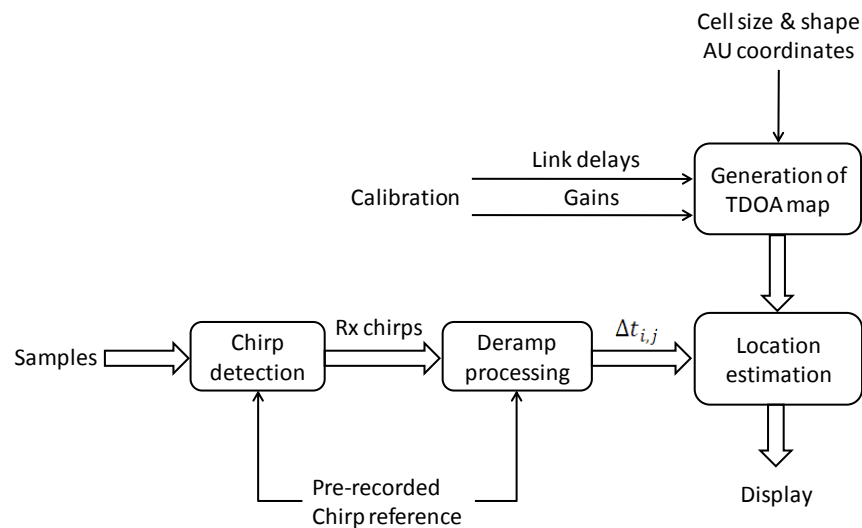 Cell size & shape
AU coordinates
Link delays
Calibration
Gains
Generation of
TDOA map
Samples
Chirp
detection
Rx chirps
Deramp
processing
Δt_{i,j}
Location
estimation
Pre-recorded
Chirp reference
Display